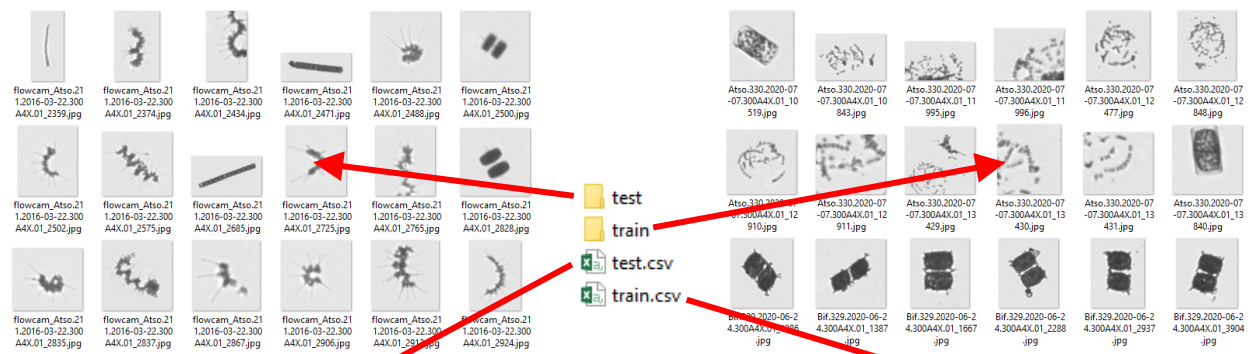 flowcam_Atso.21
1.2016-03-22.300
A4X.01_2359.jpg
flowcam_Atso.21
1.2016-03-22.300
A4X.01_2374.jpg
flowcam_Atso.21
1.2016-03-22.300
A4X.01_2434.jpg
flowcam_Atso.21
1.2016-03-22.300
A4X.01_2471.jpg
flowcam_Atso.21
1.2016-03-22.300
A4X.01_2488.jpg
flowcam_Atso.21
1.2016-03-22.300
A4X.01_2500.jpg
flowcam_Atso.21
1.2016-03-22.300
A4X.01_2502.jpg
flowcam_Atso.21
1.2016-03-22.300
A4X.01_2575.jpg
flowcam_Atso.21
1.2016-03-22.300
A4X.01_2685.jpg
flowcam_Atso.21
1.2016-03-22.300
A4X.01_2725.jpg
flowcam_Atso.21
1.2016-03-22.300
A4X.01_2765.jpg
flowcam_Atso.21
1.2016-03-22.300
A4X.01_2828.jpg
flowcam_Atso.21
1.2016-03-22.300
A4X.01_2835.jpg
flowcam_Atso.21
1.2016-03-22.300
A4X.01_2837.jpg
flowcam_Atso.21
1.2016-03-22.300
A4X.01_2867.jpg
flowcam_Atso.21
1.2016-03-22.300
A4X.01_2906.jpg
flowcam_Atso.21
1.2016-03-22.300
flowcam_Atso.21
1.2016-03-22.300
A4X.01_2924.jpg
test
train
test.csv
train.csv
Atso.330.2020-07
-07.300A4X.01_10
519.jpg
Atso.330.2020-07
-07.300A4X.01_10
843.jpg
Atso.330.2020-07
-07.300A4X.01_11
995.jpg
Atso.330.2020-07
-07.300A4X.01_11
996.jpg
Atso.330.2020-07
-07.300A4X.01_12
477.jpg
Atso.330.2020-07
-07.300A4X.01_12
848.jpg
Atso.330.2020-07
-07.300A4X.01_12
910.jpg
Atso.330.2020-07
-07.300A4X.01_12
911.jpg
Atso.330.2020-07
-07.300A4X.01_13
429.jpg
Atso.330.2020-07
-07.300A4X.01_13
430.jpg
Atso.330.2020-07
-07.300A4X.01_13
431.jpg
Atso.330.2020-07
-07.300A4X.01_13
840.jpg
Bif.329.2020-06-2
.jpg
Bif.329.2020-06-2
4.300A4X.01_1387
.jpg
Bif.329.2020-06-2
4.300A4X.01_1667
.jpg
Bif.329.2020-06-2
4.300A4X.01_2288
.jpg
Bif.329.2020-06-2
4.300A4X.01_2937
.jpg
Bif.329.2020-06-2
4.300A4X.01_3904
.jpg